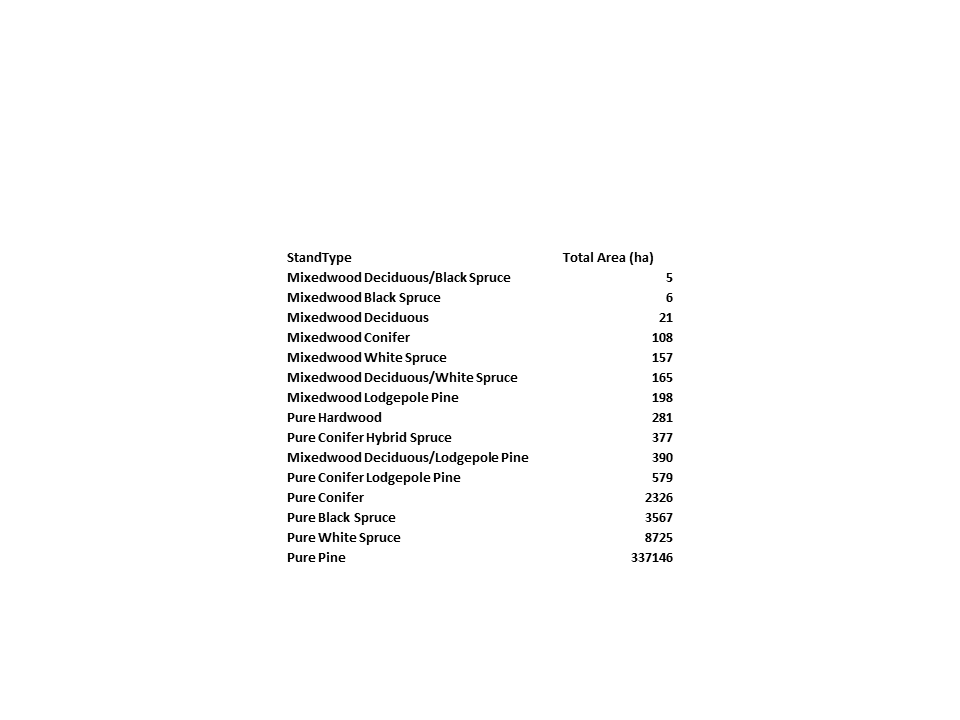 StandType Total Area (ha)
Mixedwood Deciduous/Black Spruce 5
Mixedwood Black Spruce 6
Mixedwood Deciduous 21
Mixedwood Conifer 108
Mixedwood White Spruce 157
Mixedwood Deciduous/White Spruce 165
Mixedwood Lodgepole Pine 198
Pure Hardwood 281
Pure Conifer Hybrid Spruce 377
Mixedwood Deciduous/Lodgepole Pine 390
Pure Conifer Lodgepole Pine 579
Pure Conifer 2326
Pure Black Spruce 3567
Pure White Spruce 8725
Pure Pine 337146